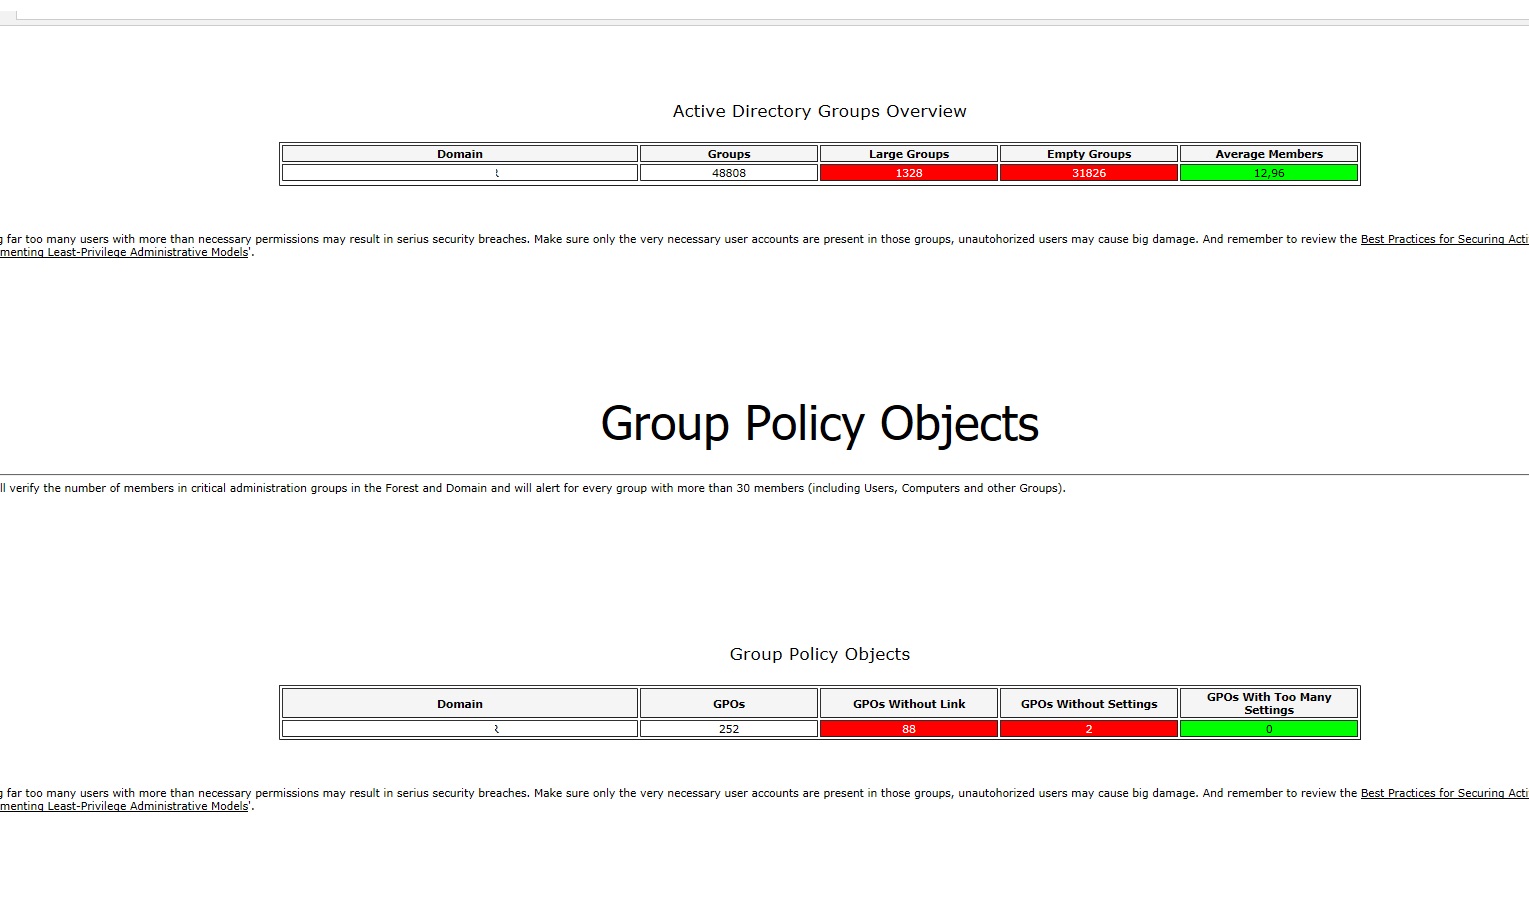 Active Directory Groups Overview
Domain Groups Large Groups Empty Groups Average Members
48808 1328 31826 12,96
far too many users with more than necessary permissions may result in serius security breaches. Make sure only the very necessary user accounts are present in those groups, unautohorized users may cause big damage. And remember to review the Best Practices for Securing
Least-Privilege Administrative Models'.
Group Policy Objects
verify the number of members in critical administration groups in the Forest and Domain and will alert for every group with more than 30 members (including Users, Computers and other Groups).
Group Policy Objects
Domain GPOs GPOs Without Link GPOs Without Settings GPOs With Too Many
Settings
252 88 2 0
far too many users with more than necessary permissions may result in serius security breaches. Make sure only the very necessary user accounts are present in those groups, unautohorized users may cause big damage. And remember to review the Best Practices for Securing
Least-Privilege Administrative Models'.